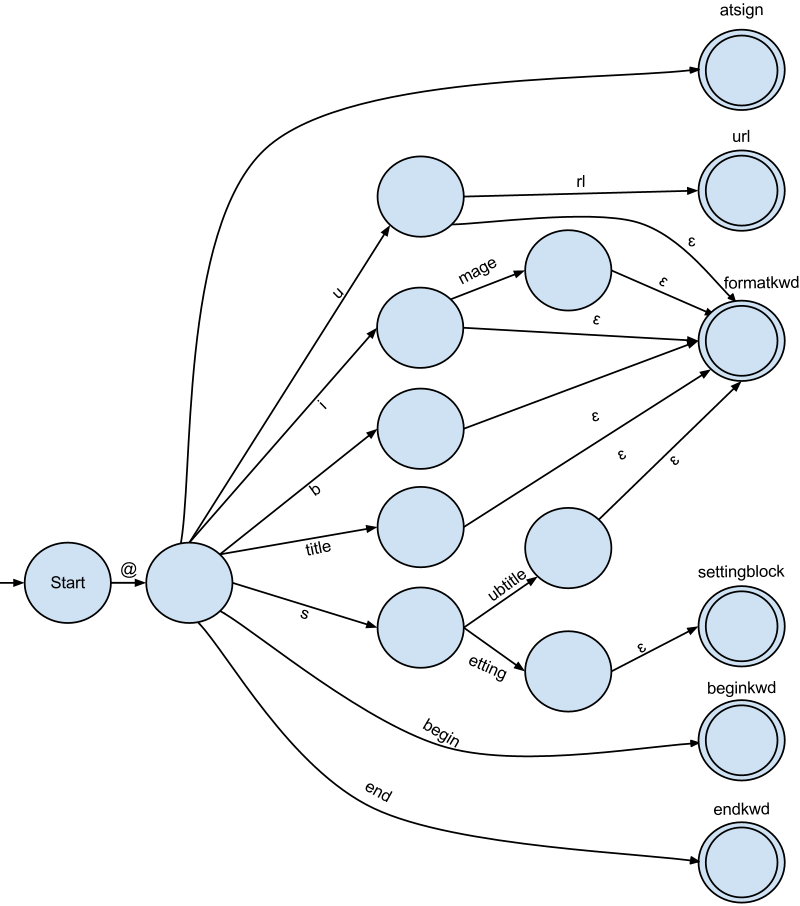 atsign
url
rl
u
ε
formatkwd
mage
ε
ε
i
ε
b
ε
ε
title
Start
@
ubtitle
settingblock
s
etting
ε
beginkwd
begin
end
endkwd